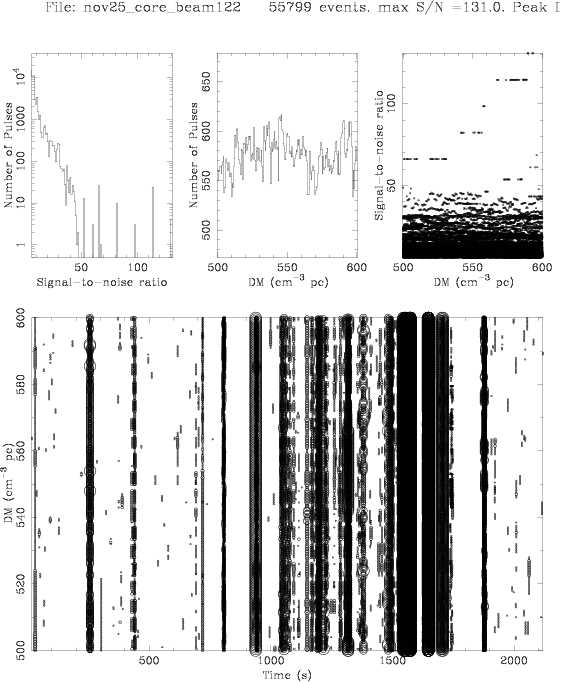 File: nov25_core_beam122 55799 events. max S/N =131.0. Peak
Number of Pulses
1 10 100 1000 10^4
50 100
Signal-to-noise ratio
Number of Pulses
500 550 600 650
500 550 600
DM (cm^-3 pc)
Signal-to-noise ratio
50 100
500 550 600
DM (cm^-3 pc)
DM (cm^-3 pc)
500 520 540 560 580 600
500 1000 1500 2000
Time (s)